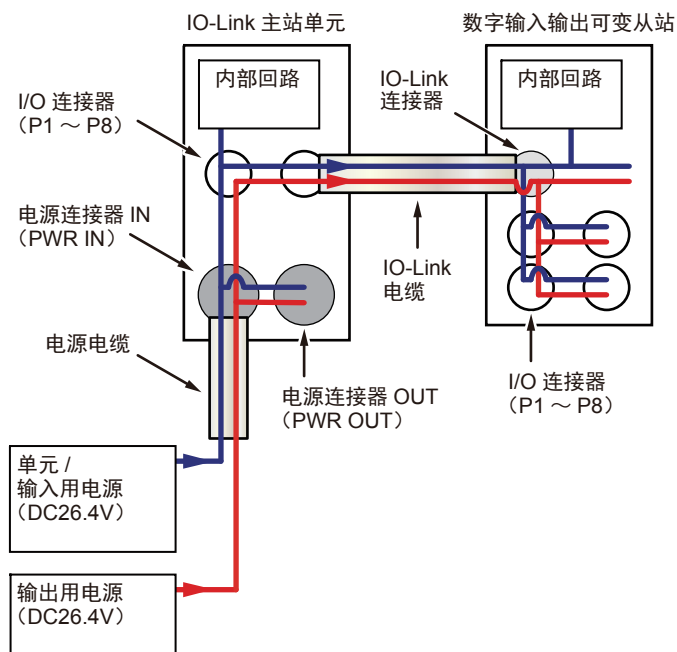 IO-Link 主站单元
数字输入输出可变从站
内部回路
内部回路
I/O 连接器
（P1 ～ P8）
IO-Link
连接器
电源连接器 IN
（PWR IN）
IO-Link
电缆
电源电缆
电源连接器 OUT
（PWR OUT）
I/O 连接器
（P1 ～ P8）
单元 /
输入用电源
（DC26.4V）
输出用电源
（DC26.4V）